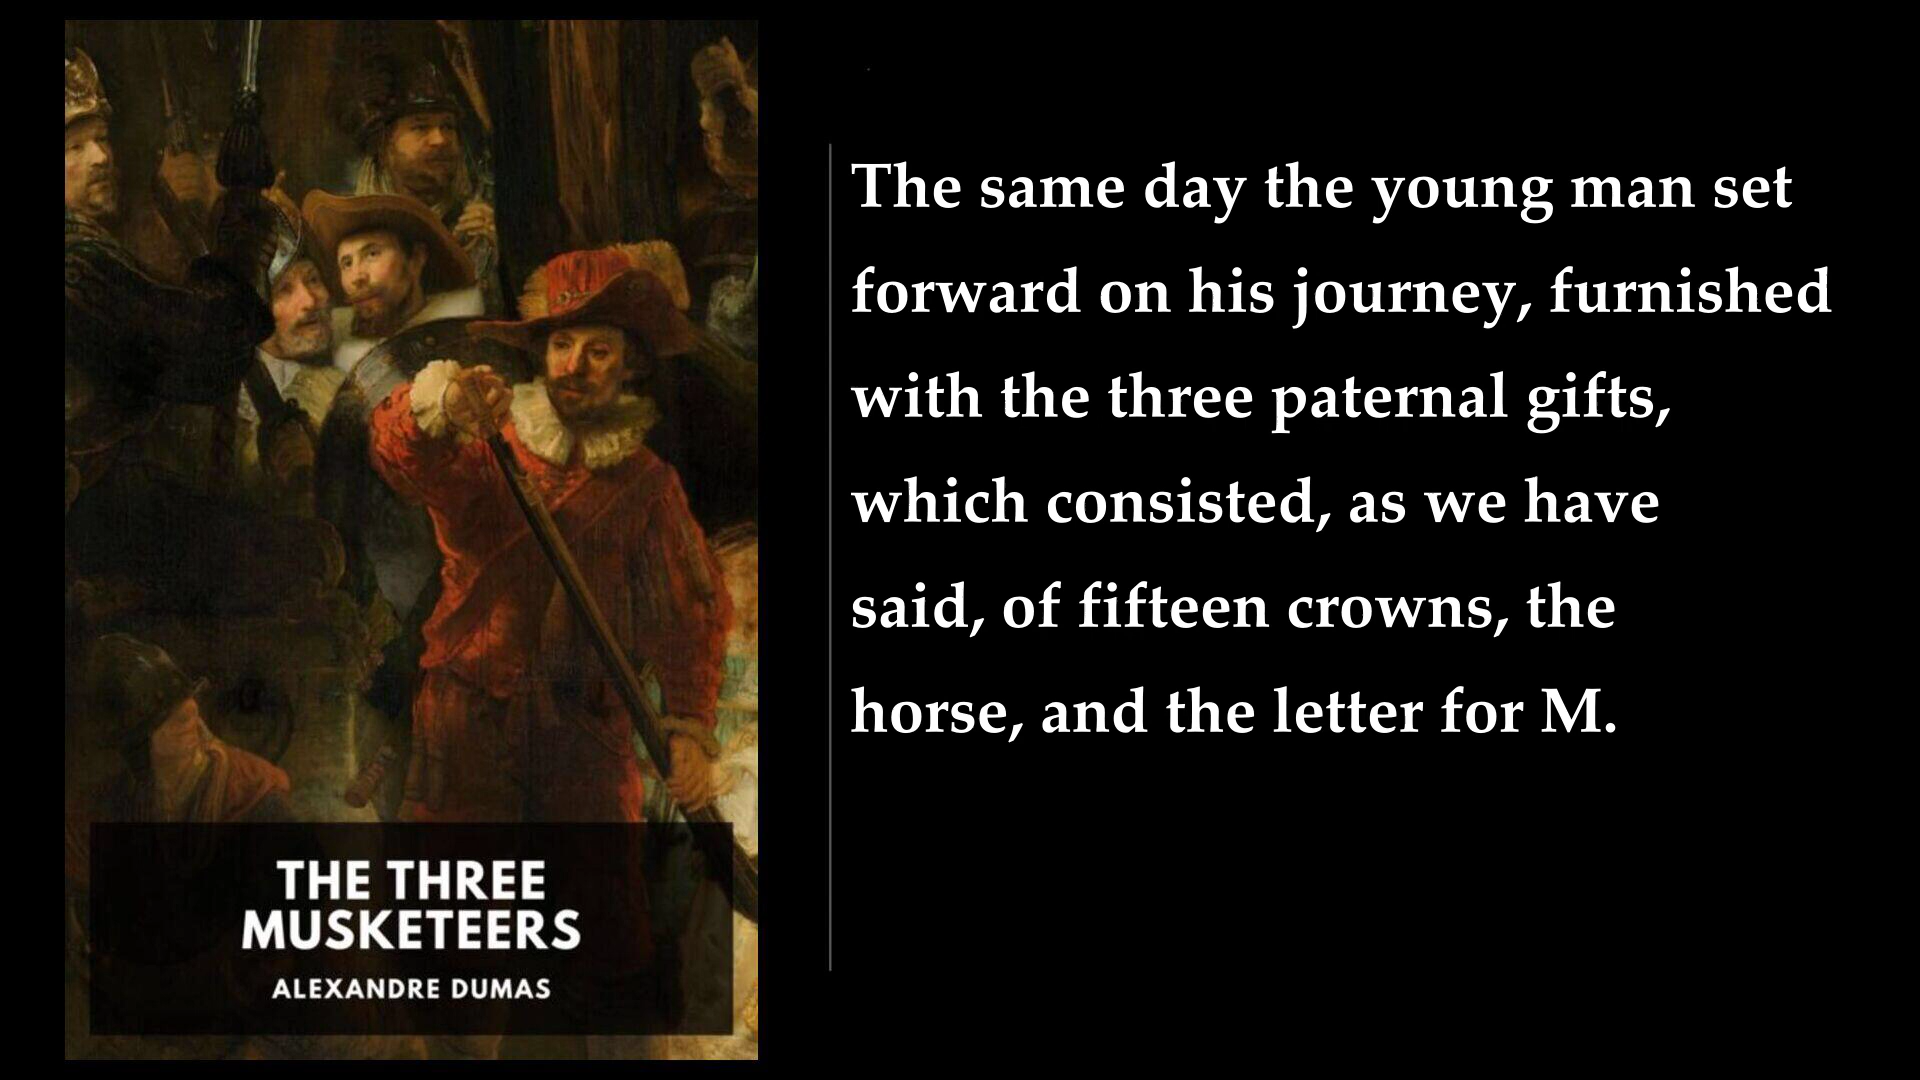 THE THREE
MUSKETEERS
ALEXANDRE DUMAS
The same day the young man set
forward on his journey, furnished
with the three paternal gifts,
which consisted, as we have
said, of fifteen crowns, the
horse, and the letter for M.